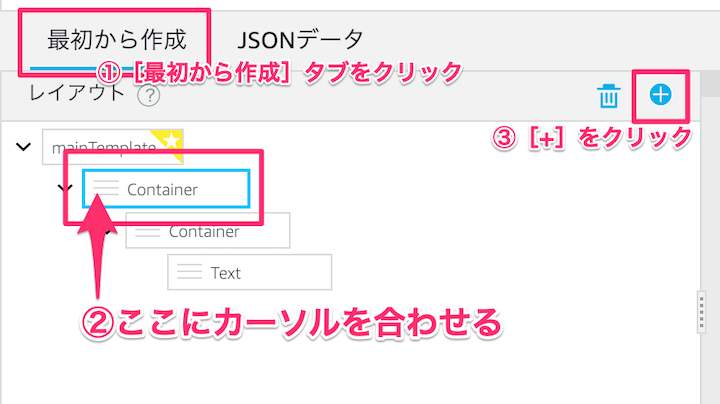 最初から作成 JSONデータ
①［最初から作成］タブをクリック
レイアウト ?
③［+］をクリック
mainTemplate
Container
Container
Text
②ここにカーソルを合わせる